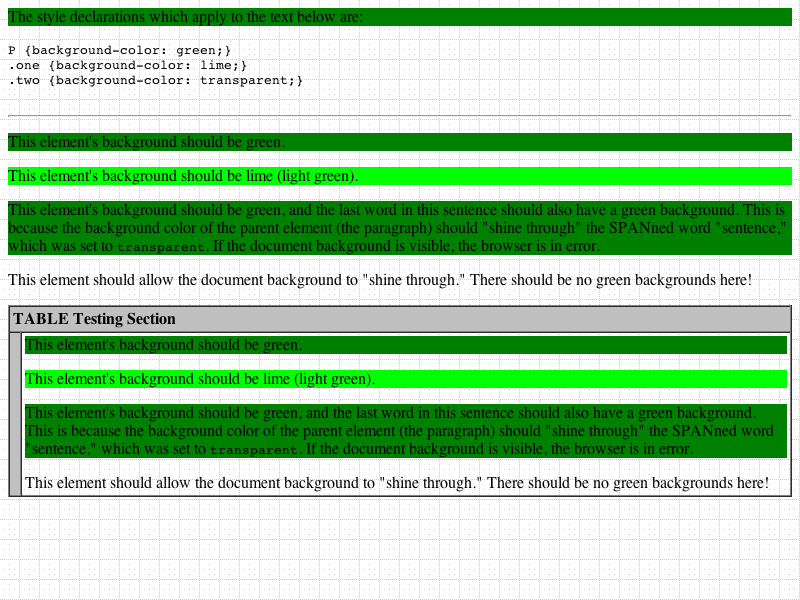 The style declarations which apply to the text below are:
P {background-color: green;}
.one {background-color: lime;}
.two {background-color: transparent;}
This element's background should be green.
This element's background should be lime (light green).
This element's background should be green, and the last word in this sentence should also have a green background. This is
because the background color of the parent element (the paragraph) should "shine through" the SPANned word "sentence,"
which was set to transparent. If the document background is visible, the browser is in error.
This element should allow the document background to "shine through." There should be no green backgrounds here!
TABLE Testing Section
This element's background should be green.
This element's background should be lime (light green).
This element's background should be green, and the last word in this sentence should also have a green background.
This is because the background color of the parent element (the paragraph) should "shine through" the SPANned word
"sentence," which was set to transparent. If the document background is visible, the browser is in error.
This element should allow the document background to "shine through." There should be no green backgrounds here!